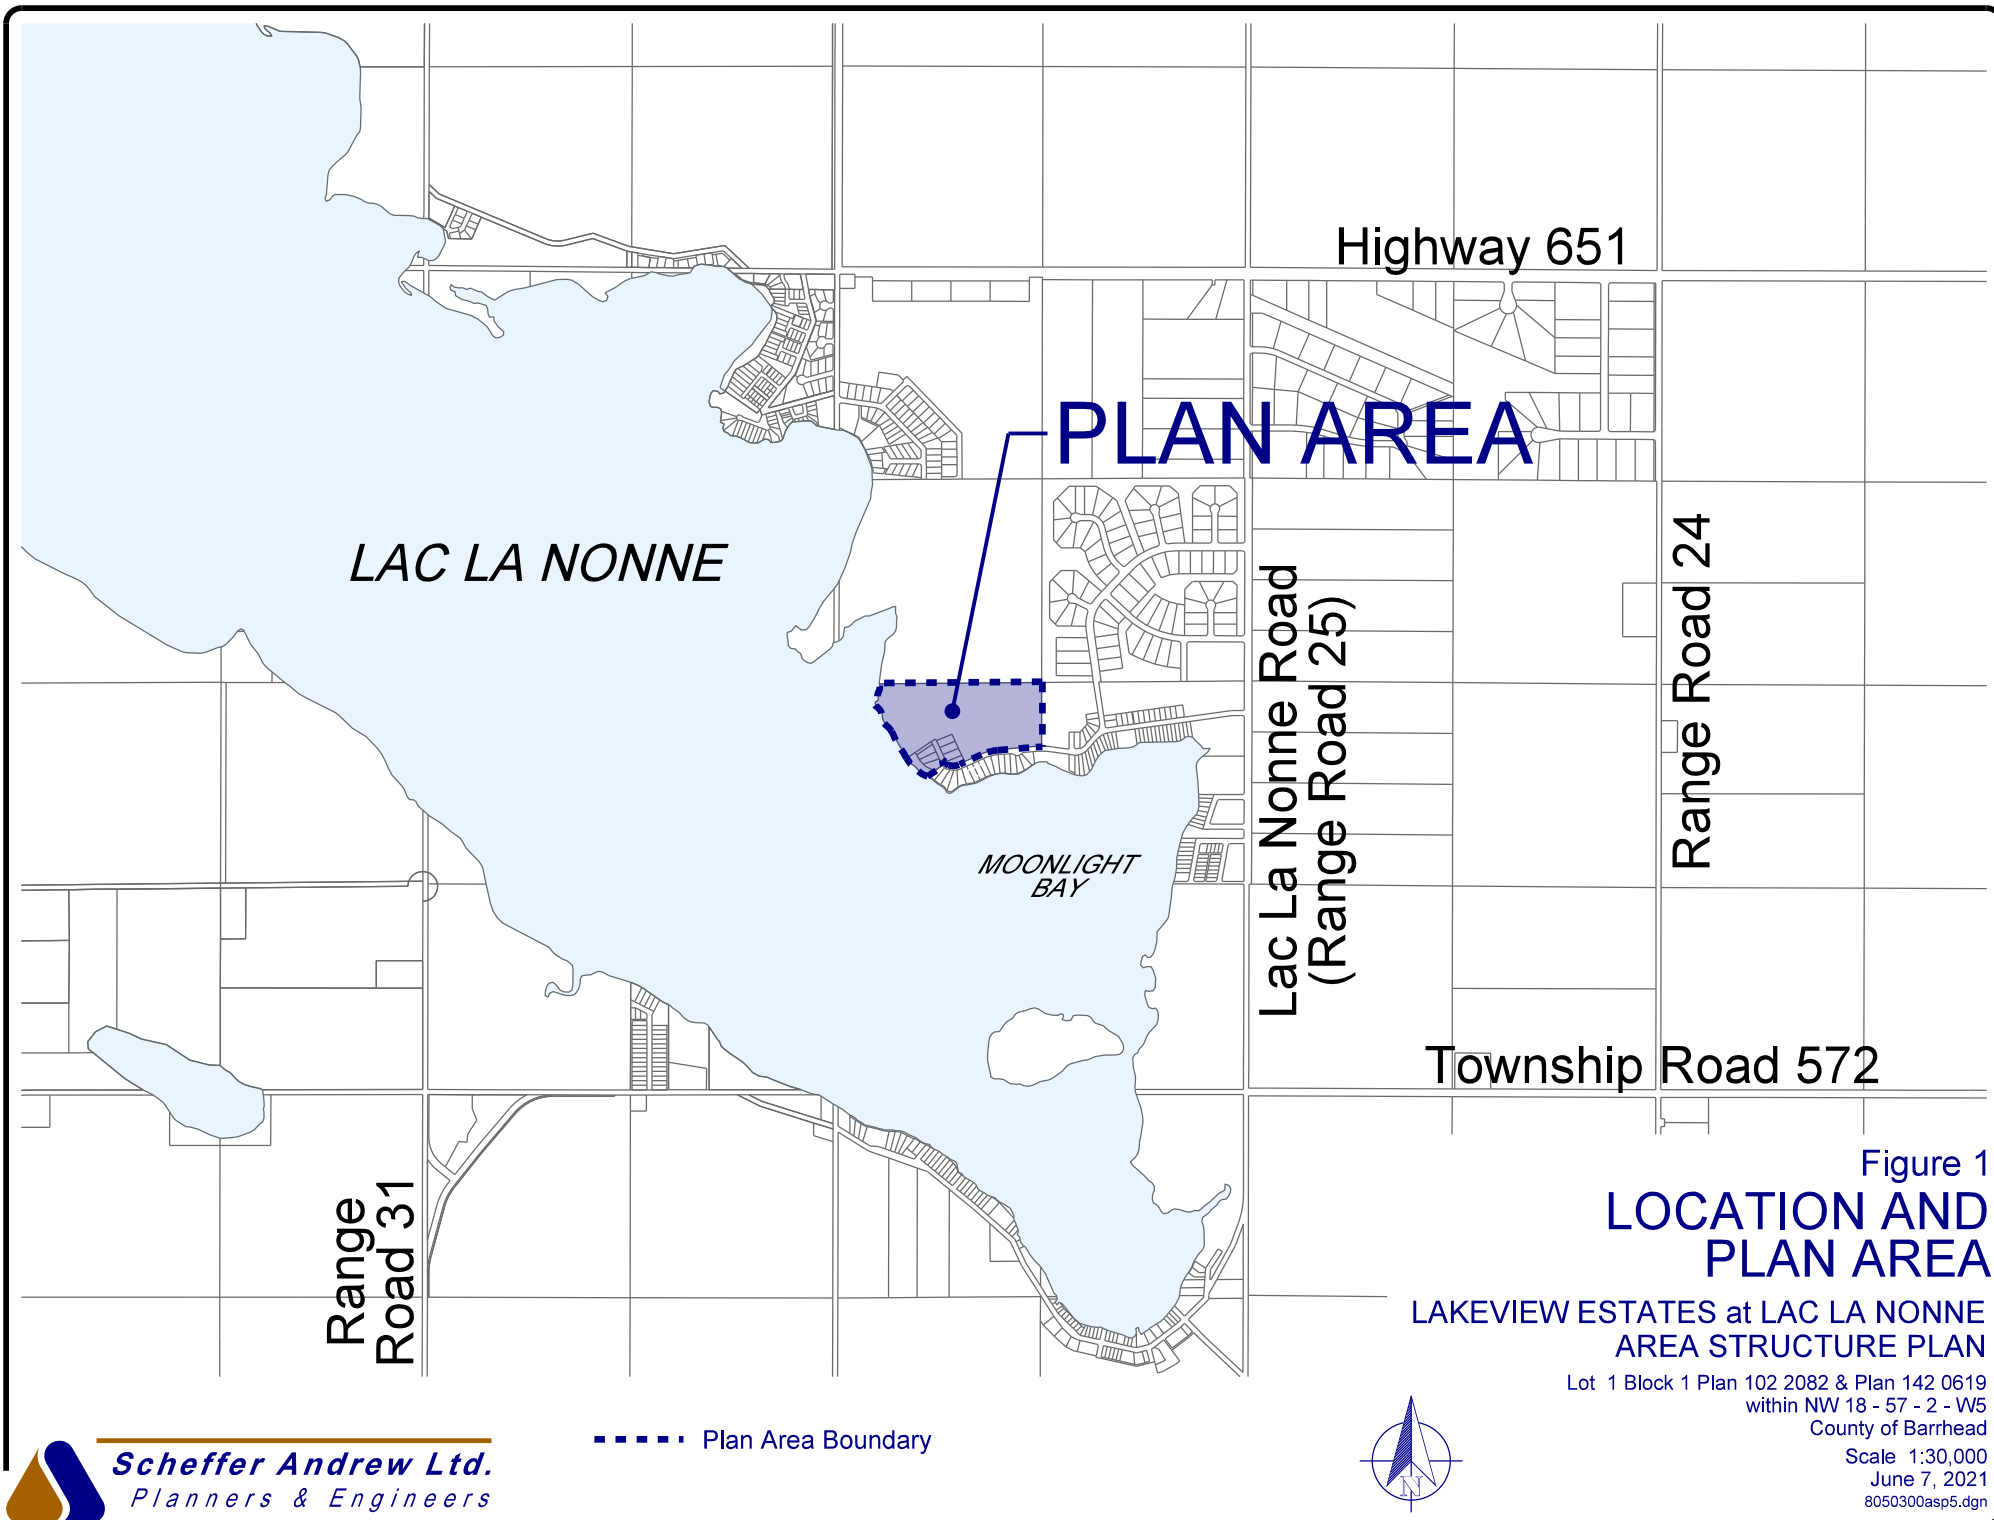 Highway 651
PLAN AREA
LAC LA NONNE
Lac La Nonne Road
(Range Road 25)
Range Road 24
MOONLIGHT
BAY
Township Road 572
Range
Road 31
Figure 1
LOCATION AND
PLAN AREA
LAKEVIEW ESTATES at LAC LA NONNE
AREA STRUCTURE PLAN
Lot 1 Block 1 Plan 102 2082 & Plan 142 0619
within NW 18 - 57 - 2 - W5
County of Barrhead
Scale 1:30,000
June 7, 2021
8050300asp5.dgn
N
Plan Area Boundary
Scheffer Andrew Ltd.
Planners & Engineers